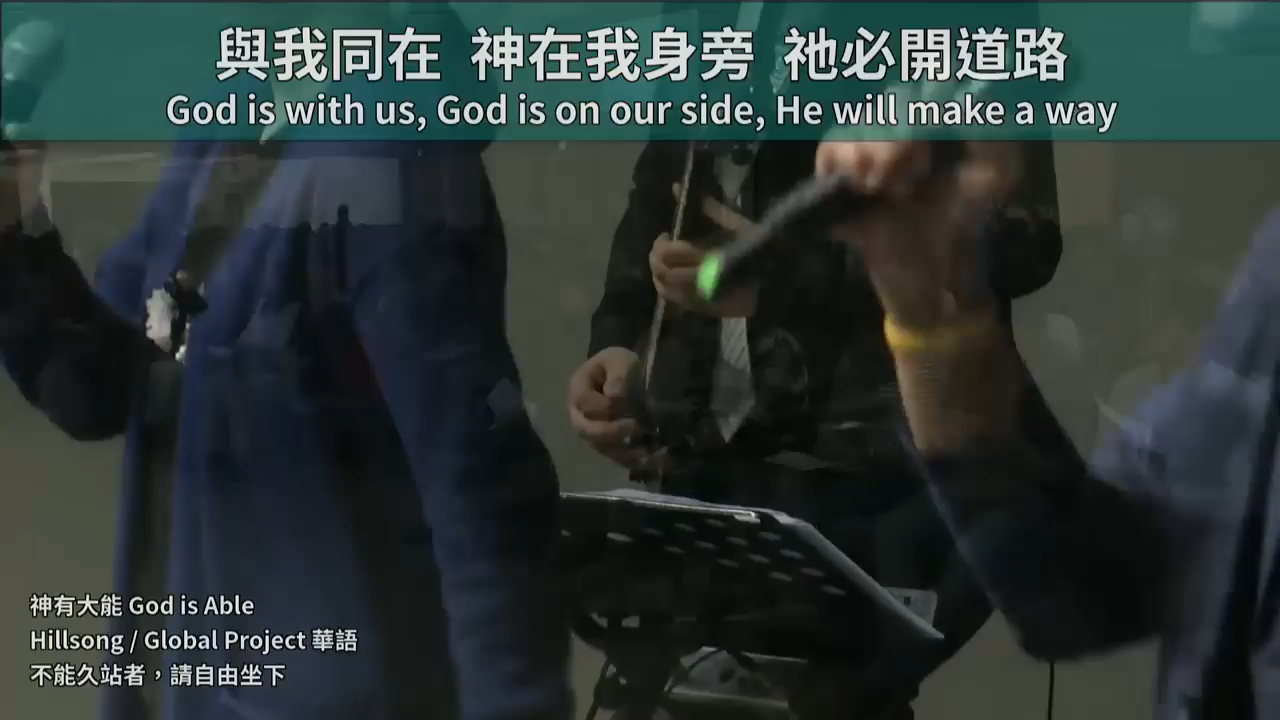 與我同在 神在我身旁 祂必開道路
God is with us, God is on our side, He will make a way
神有大能 God is Able
Hillsong / Global Project 華語
不能久站者，請自由坐下